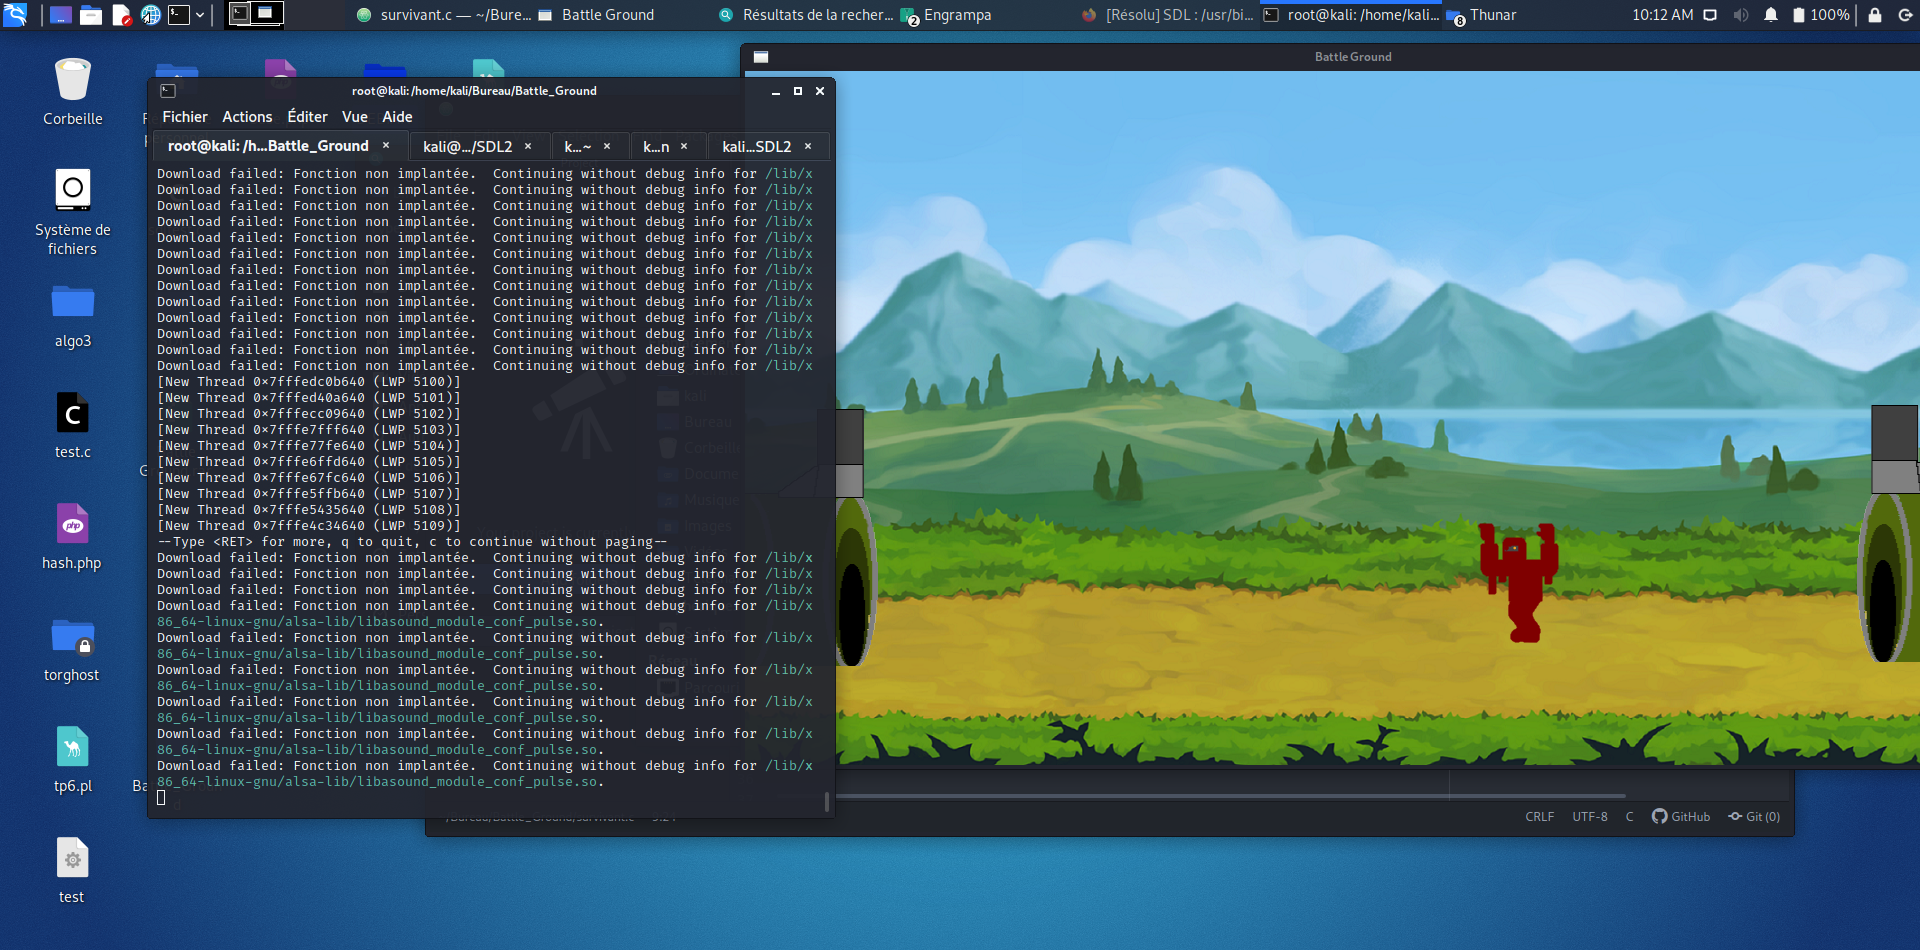 survivant.c — ~/Bure...
Battle Ground
Résultats de la recher...
2
Engrampa
[Résolu] SDL : /usr/bi...
root@kali: /home/kali...
8
Thunar
10:12 AM
100%
Battle Ground
Corbeille
Système de
fichiers
algo3
test.c
hash.php
torghost
tp6.pl
test
root@kali: /home/kali/Bureau/Battle_Ground
Fichier Actions Éditer Vue Aide
root@kali: /h...Battle_Ground ×
kali@.../SDL2 ×
k...~ ×
k...n ×
kali...SDL2 ×
Download failed: Fonction non implantée.  Continuing without debug info for /lib/x
Download failed: Fonction non implantée.  Continuing without debug info for /lib/x
Download failed: Fonction non implantée.  Continuing without debug info for /lib/x
Download failed: Fonction non implantée.  Continuing without debug info for /lib/x
Download failed: Fonction non implantée.  Continuing without debug info for /lib/x
Download failed: Fonction non implantée.  Continuing without debug info for /lib/x
Download failed: Fonction non implantée.  Continuing without debug info for /lib/x
Download failed: Fonction non implantée.  Continuing without debug info for /lib/x
Download failed: Fonction non implantée.  Continuing without debug info for /lib/x
Download failed: Fonction non implantée.  Continuing without debug info for /lib/x
Download failed: Fonction non implantée.  Continuing without debug info for /lib/x
Download failed: Fonction non implantée.  Continuing without debug info for /lib/x
Download failed: Fonction non implantée.  Continuing without debug info for /lib/x
[New Thread 0×7fffedc0b640 (LWP 5100)]
[New Thread 0×7fffed40a640 (LWP 5101)]
[New Thread 0×7fffecc09640 (LWP 5102)]
[New Thread 0×7fffe7fff640 (LWP 5103)]
[New Thread 0×7fffe77fe640 (LWP 5104)]
[New Thread 0×7fffe6ffd640 (LWP 5105)]
[New Thread 0×7fffe67fc640 (LWP 5106)]
[New Thread 0×7fffe5ffb640 (LWP 5107)]
[New Thread 0×7fffe5435640 (LWP 5108)]
[New Thread 0×7fffe4c34640 (LWP 5109)]
--Type <RET> for more, q to quit, c to continue without paging--
Download failed: Fonction non implantée.  Continuing without debug info for /lib/x
Download failed: Fonction non implantée.  Continuing without debug info for /lib/x
Download failed: Fonction non implantée.  Continuing without debug info for /lib/x
Download failed: Fonction non implantée.  Continuing without debug info for /lib/x
86_64-linux-gnu/alsa-lib/libasound_module_conf_pulse.so.
Download failed: Fonction non implantée.  Continuing without debug info for /lib/x
86_64-linux-gnu/alsa-lib/libasound_module_conf_pulse.so.
Download failed: Fonction non implantée.  Continuing without debug info for /lib/x
86_64-linux-gnu/alsa-lib/libasound_module_conf_pulse.so.
Download failed: Fonction non implantée.  Continuing without debug info for /lib/x
86_64-linux-gnu/alsa-lib/libasound_module_conf_pulse.so.
Download failed: Fonction non implantée.  Continuing without debug info for /lib/x
86_64-linux-gnu/alsa-lib/libasound_module_conf_pulse.so.
Download failed: Fonction non implantée.  Continuing without debug info for /lib/x
86_64-linux-gnu/alsa-lib/libasound_module_conf_pulse.so.
CRLF UTF-8 C GitHub Git (0)